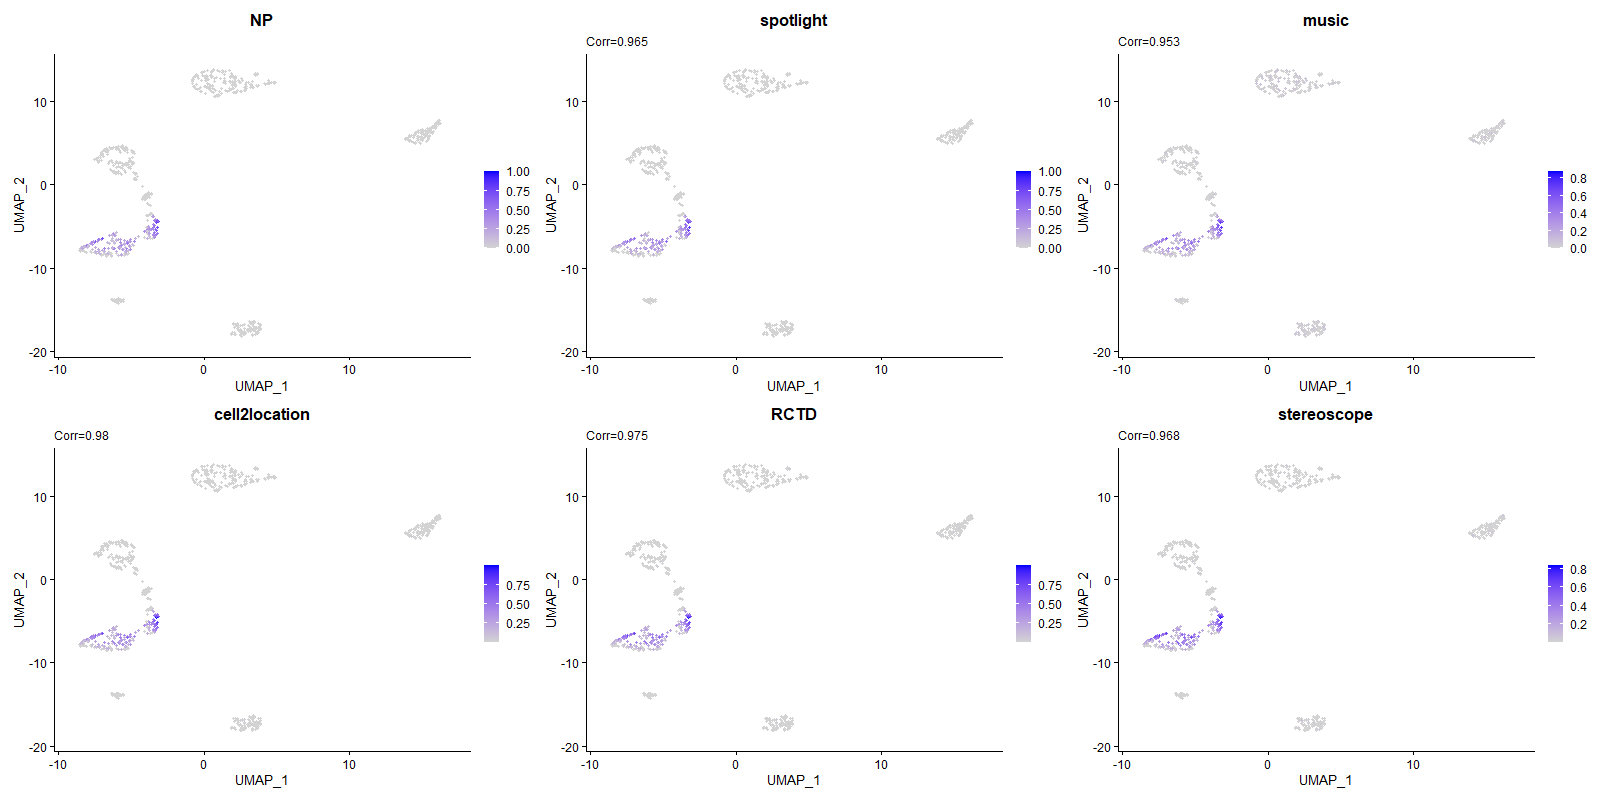 NP
10
0
-10
-20
-10
0
10
UMAP_1
UMAP_2
1.00
0.75
0.50
0.25
0.00
spotlight
Corr=0.965
10
0
-10
-20
-10
0
10
UMAP_1
UMAP_2
1.00
0.75
0.50
0.25
0.00
music
Corr=0.953
10
0
-10
-20
-10
0
10
UMAP_1
UMAP_2
0.8
0.6
0.4
0.2
0.0
cell2location
Corr=0.98
10
0
-10
-20
-10
0
10
UMAP_1
UMAP_2
0.75
0.50
0.25
RCTD
Corr=0.975
10
0
-10
-20
-10
0
10
UMAP_1
UMAP_2
0.75
0.50
0.25
stereoscope
Corr=0.968
10
0
-10
-20
-10
0
10
UMAP_1
UMAP_2
0.8
0.6
0.4
0.2